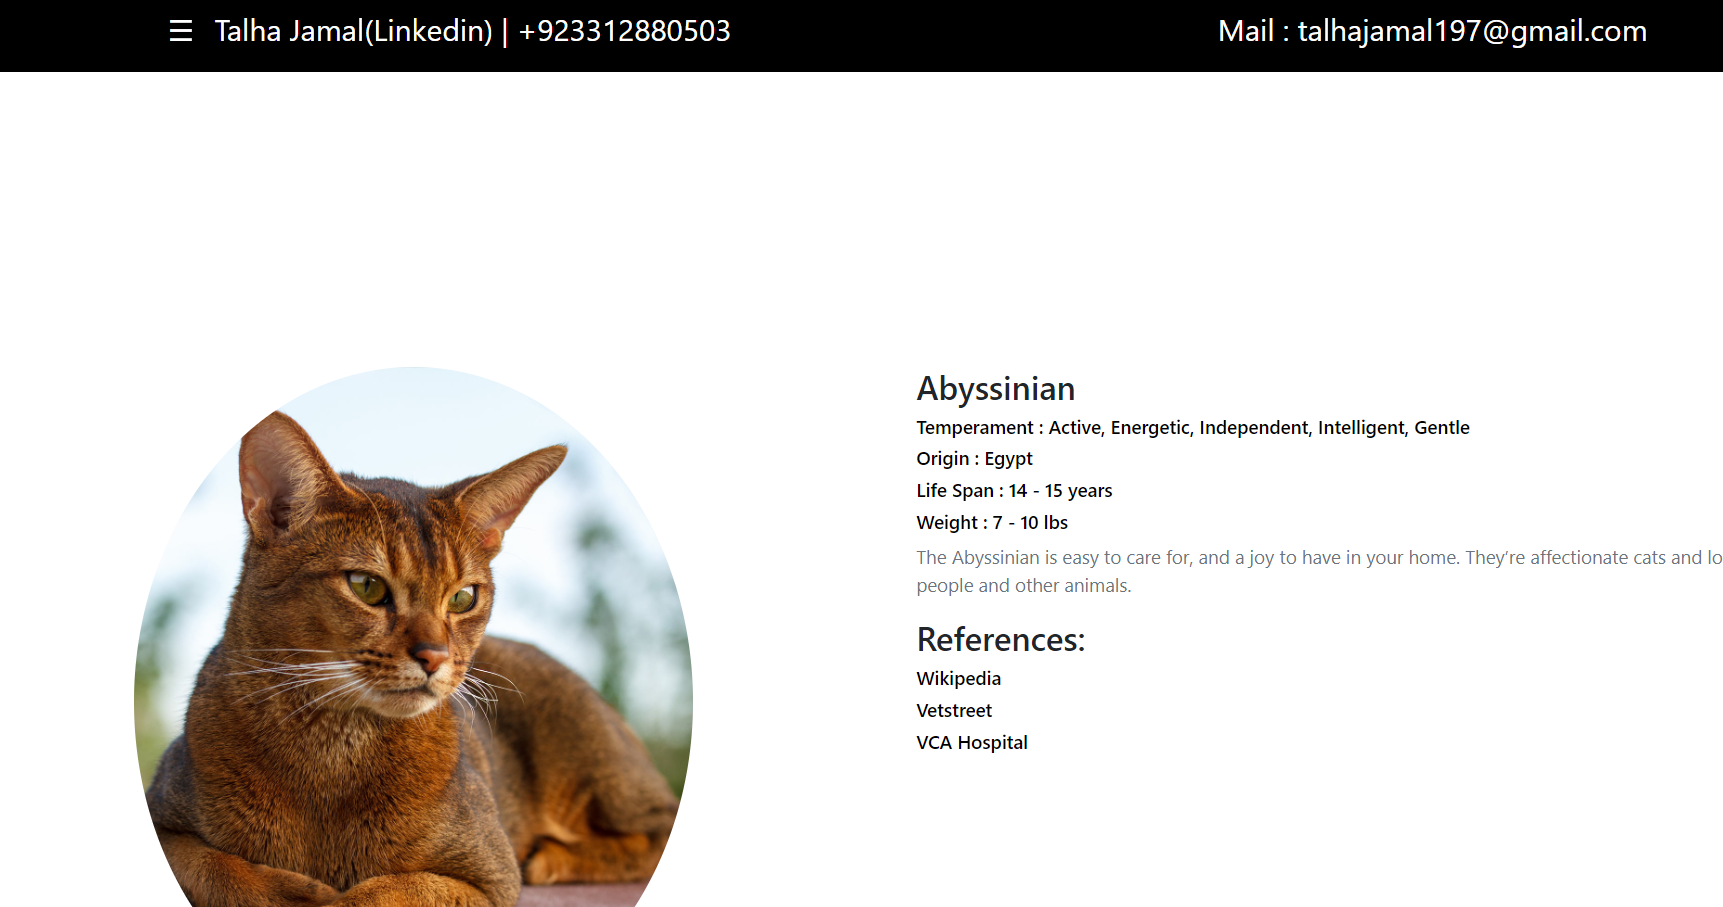 ☰ Talha Jamal(Linkedin) | +923312880503
Mail : talhajamal197@gmail.com
Abyssinian
Temperament : Active, Energetic, Independent, Intelligent, Gentle
Origin : Egypt
Life Span : 14 - 15 years
Weight : 7 - 10 lbs
The Abyssinian is easy to care for, and a joy to have in your home. They’re affectionate cats and lo
people and other animals.
References:
Wikipedia
Vetstreet
VCA Hospital